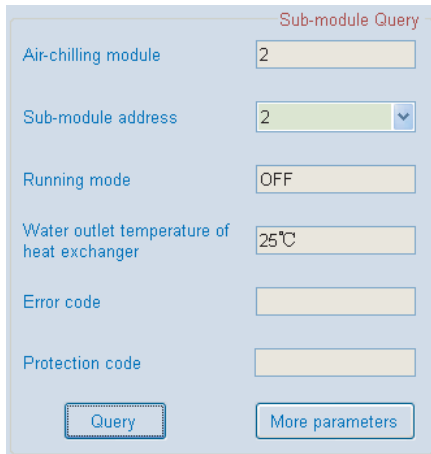 Sub-module Query
Air-chilling module 2
Sub-module address 2
Running mode OFF
Water outlet temperature of
heat exchanger 25℃
Error code
Protection code
Query More parameters